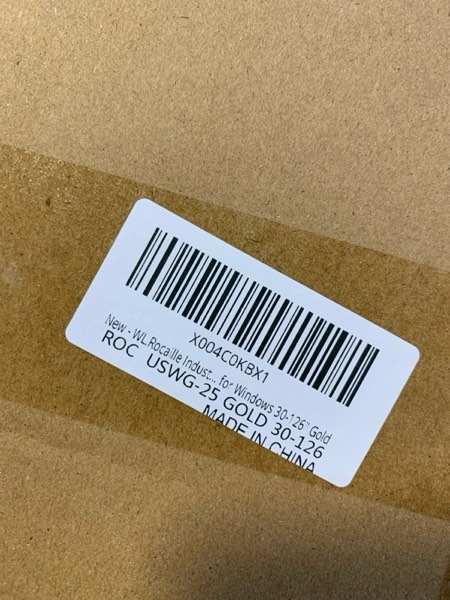 X004C0KBX1
New - WL.Rocaille Indust... for Windows 30-126" Gold
ROC USWG-25 GOLD 30-126
MADE IN CHINA